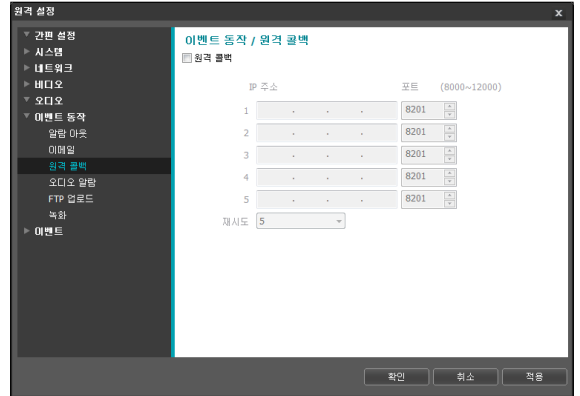 원격 설정
x
간편 설정
시스템
네트워크
비디오
오디오
이벤트 동작
알람 아웃
이메일
원격 콜백
오디오 알람
FTP 업로드
녹화
이벤트
이벤트 동작 / 원격 콜백
원격 콜백
IP 주소 포트 (8000~12000)
1 . . . 8201
2 . . . 8201
3 . . . 8201
4 . . . 8201
5 . . . 8201
재시도 5
확인 취소 적용